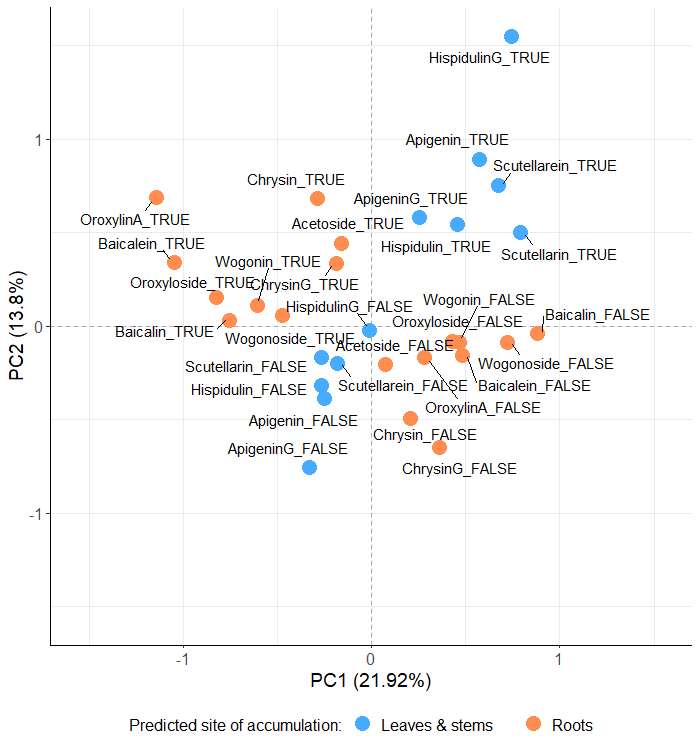 HispidulinG_TRUE
Apigenin_TRUE
Scutellarein_TRUE
Chrysin_TRUE
ApigeninG_TRUE
OroxylinA_TRUE
Acetoside_TRUE
Baicalein_TRUE
Hispidulin_TRUE
Scutellarin_TRUE
Wogonin_TRUE
Oroxyloside_TRUE
ChrysinG_TRUE
HispidulinG_FALSE
Wogonin_FALSE
Baicalin_FALSE
Oroxyloside_FALSE
Baicalin_TRUE
Wogonoside_TRUE
Acetoside_FALSE
Wogonoside_FALSE
Scutellarin_FALSE
Scutellarein_FALSE
Baicalein_FALSE
Hispidulin_FALSE
OroxylinA_FALSE
Apigenin_FALSE
Chrysin_FALSE
ApigeninG_FALSE
ChrysinG_FALSE
1
0
-1
PC2 (13.8%)
-1
0
1
PC1 (21.92%)
Predicted site of accumulation: Leaves & stems Roots